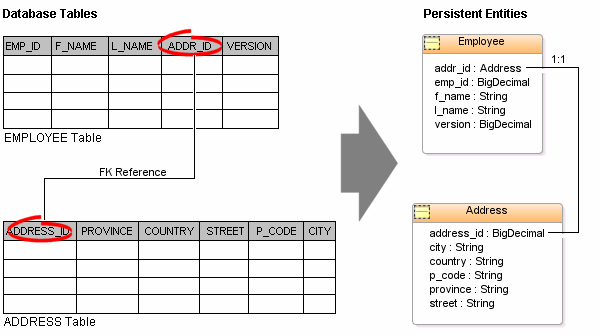 Database Tables
EMP_ID F_NAME L_NAME ADDR_ID VERSION
EMPLOYEE Table
FK Reference
ADDRESS_ID PROVINCE COUNTRY STREET P_CODE CITY
ADDRESS Table
Persistent Entities
Employee
1:1
addr_id : Address
emp_id : BigDecimal
f_name : String
l_name : String
version : BigDecimal
Address
address_id : BigDecimal
city : String
country : String
p_code : String
province : String
street : String